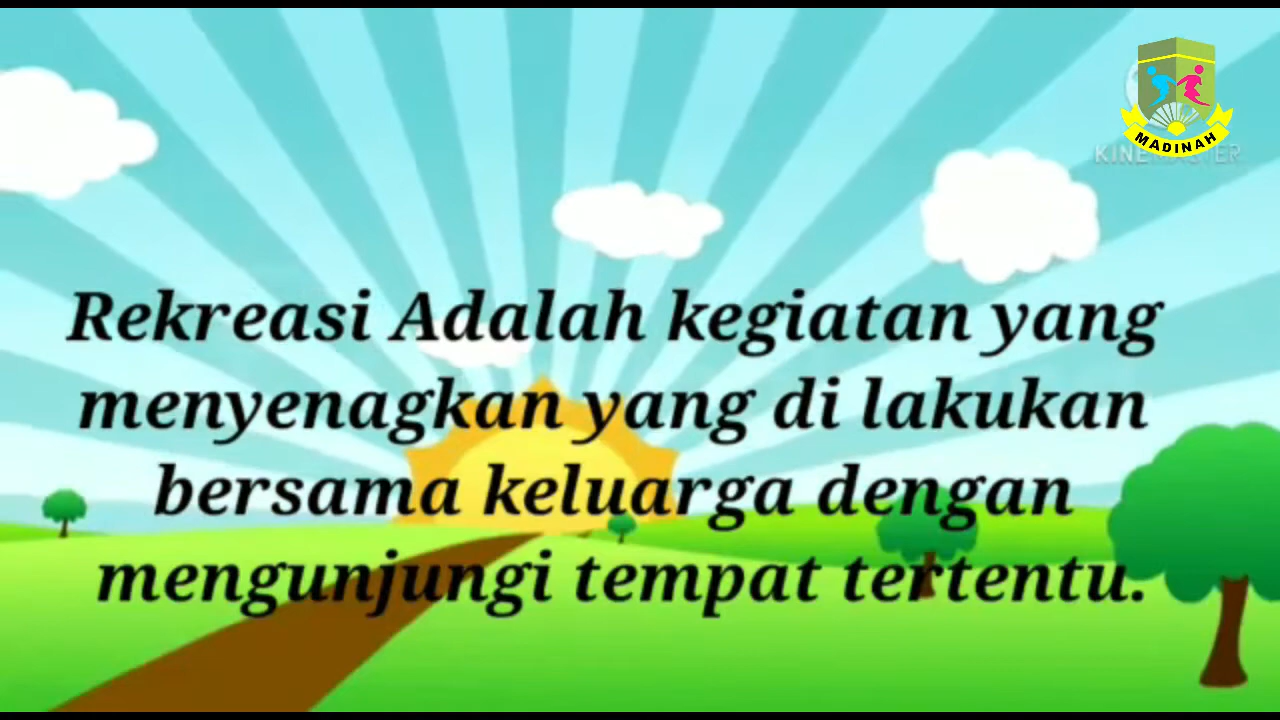 MADINAH
KINEMASTER
Rekreasi Adalah kegiatan yang
menyenagkan yang di lakukan
bersama keluarga dengan
mengunjungi tempat tertentu.